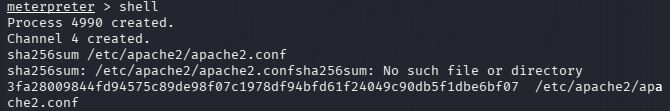 meterpreter > shell
Process 4990 created.
Channel 4 created.
sha256sum /etc/apache2/apache2.conf
sha256sum: /etc/apache2/apache2.confsha256sum: No such file or directory
3fa28009844fd94575c89de98f07c1978df94bfd61f24049c90db5f1dbe6bf07  /etc/apache2/apa
che2.conf